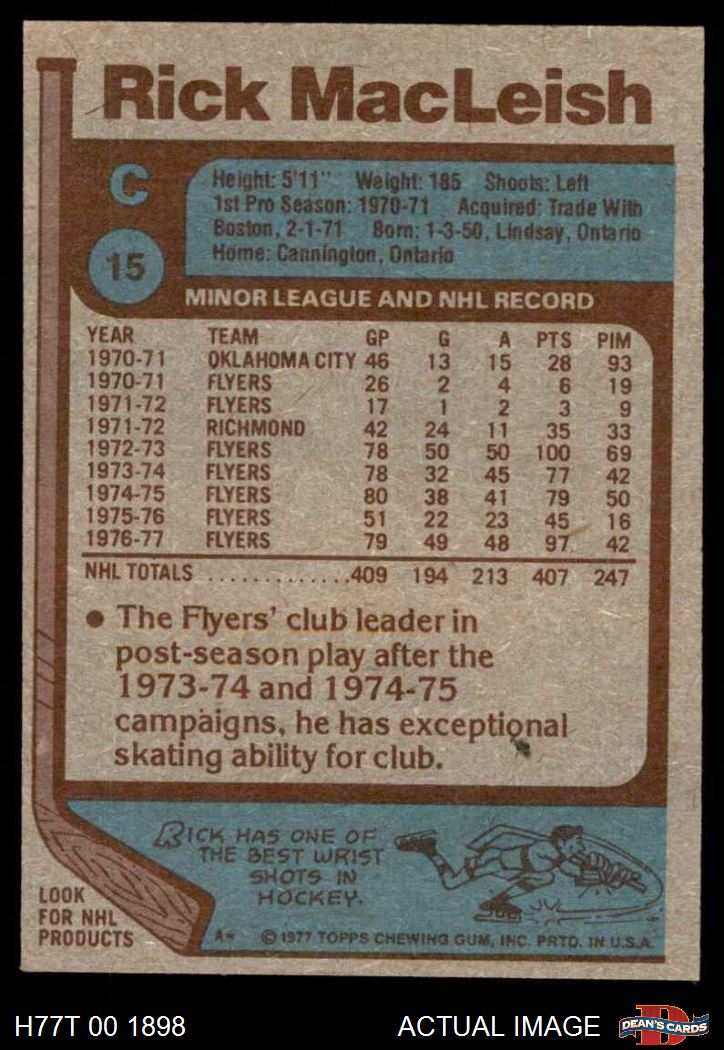 Rick MacLeish
C
15
Height: 5'11" Weight: 185 Shoots: Left
1st Pro Season: 1970-71 Acquired: Trade With
Boston, 2-1-71 Born: 1-3-50, Lindsay, Ontario
Home: Cannington, Ontario
MINOR LEAGUE AND NHL RECORD
YEAR TEAM GP G A PTS PIM
1970-71 OKLAHOMA CITY 46 13 15 28 93
1970-71 FLYERS 26 2 4 6 19
1971-72 FLYERS 17 1 2 3 9
1971-72 RICHMOND 42 24 11 35 33
1972-73 FLYERS 78 50 50 100 69
1973-74 FLYERS 78 32 45 77 42
1974-75 FLYERS 80 38 41 79 50
1975-76 FLYERS 51 22 23 45 16
1976-77 FLYERS 79 49 48 97 42
NHL TOTALS .............409 194 213 407 247
● The Flyers' club leader in
post-season play after the
1973-74 and 1974-75
campaigns, he has exceptional
skating ability for club.
RICK HAS ONE OF
THE BEST WRIST
SHOTS IN
HOCKEY.
LOOK
FOR NHL
PRODUCTS
A* © 1977 TOPPS CHEWING GUM, INC. PRTD. IN U.S.A.
H77T 00 1898 ACTUAL IMAGE
D
DEAN'S CARDS